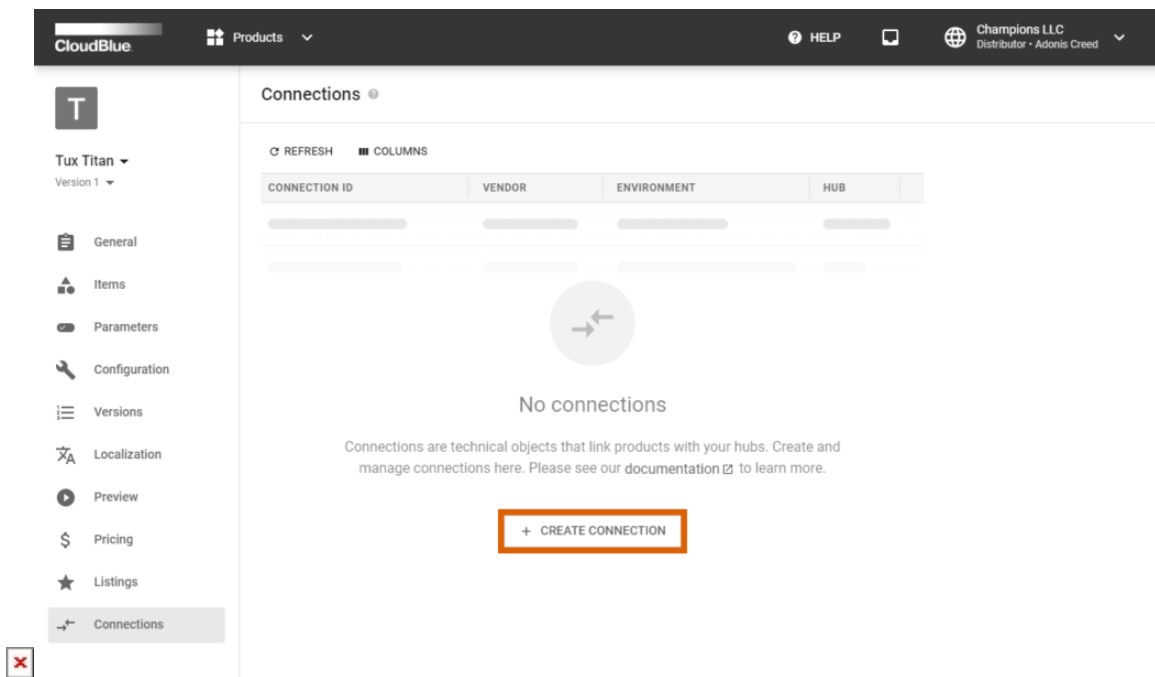 CloudBlue
Products
HELP
Champions LLC
Distributor • Adonis Creed
T
Tux Titan
Version 1
General
Items
Parameters
Configuration
Versions
Localization
Preview
Pricing
Listings
Connections
Connections
REFRESH COLUMNS
CONNECTION ID VENDOR ENVIRONMENT HUB
No connections
Connections are technical objects that link products with your hubs. Create and
manage connections here. Please see our documentation to learn more.
+ CREATE CONNECTION